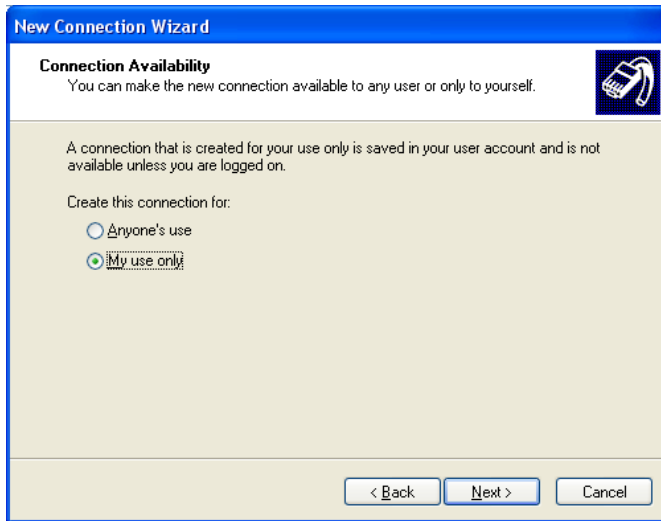 New Connection Wizard
Connection Availability
You can make the new connection available to any user or only to yourself.
A connection that is created for your use only is saved in your user account and is not
available unless you are logged on.
Create this connection for:
Anyone's use
My use only
< Back
Next >
Cancel